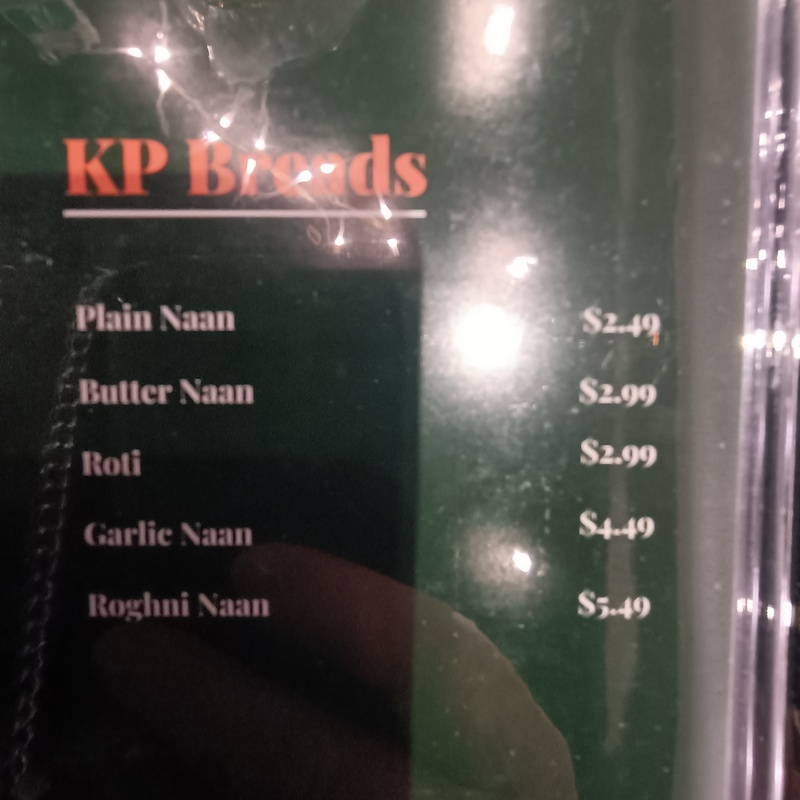 KP Breads
Plain Naan $2.49
Butter Naan $2.99
Roti $2.99
Garlic Naan $4.49
Roghni Naan $5.49